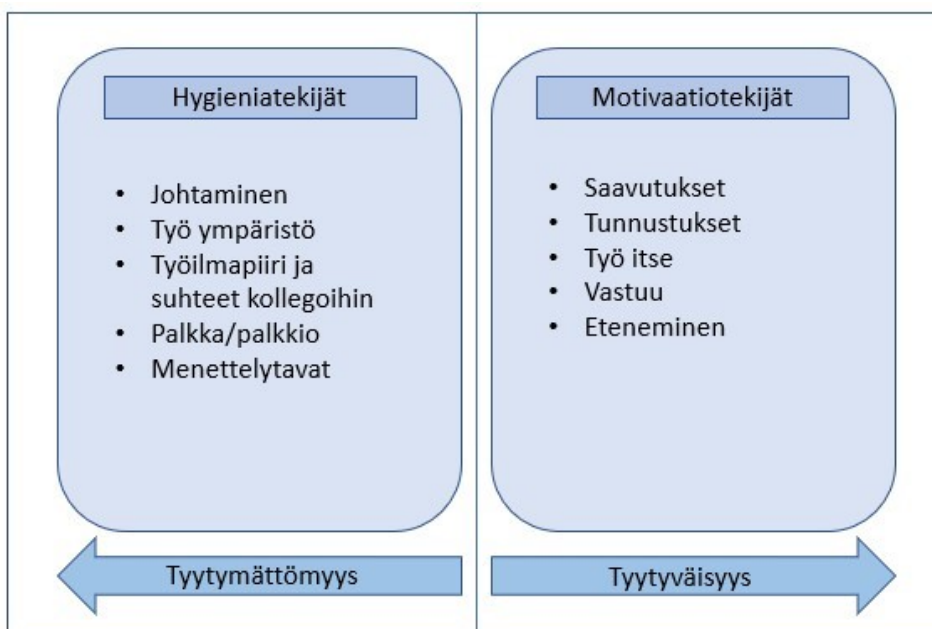 Hygieniatekijät
• Johtaminen
• Työ ympäristö
• Työilmapiiri ja
suhteet kollegoihin
• Palkka/palkkio
• Menettelytavat
Tyytymättömyys
Motivaatiotekijät
• Saavutukset
• Tunnustukset
• Työ itse
• Vastuu
• Eteneminen
Tyytyväisyys